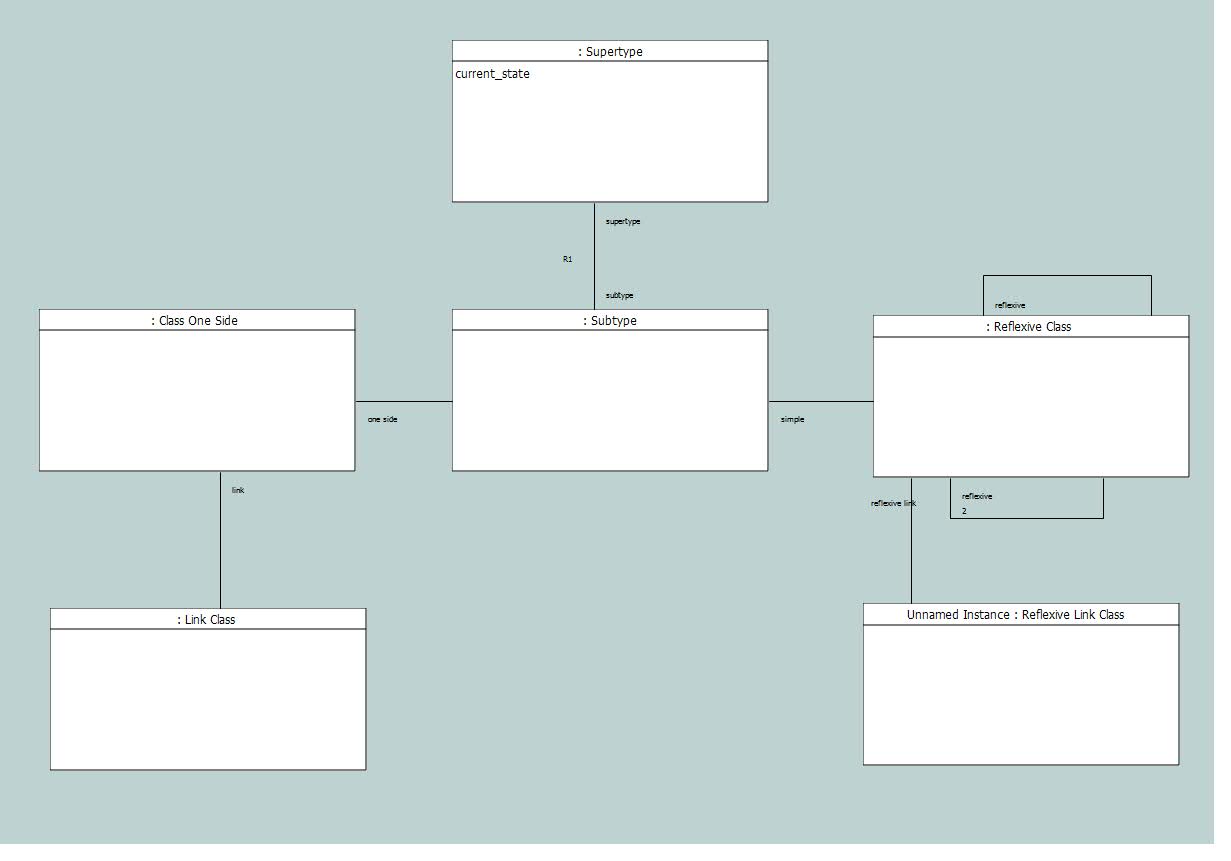 : Supertype
current_state
supertype
R1
subtype
reflexive
: Class One Side
: Subtype
: Reflexive Class
one side
simple
link
reflexive link
reflexive
2
: Link Class
Unnamed Instance : Reflexive Link Class